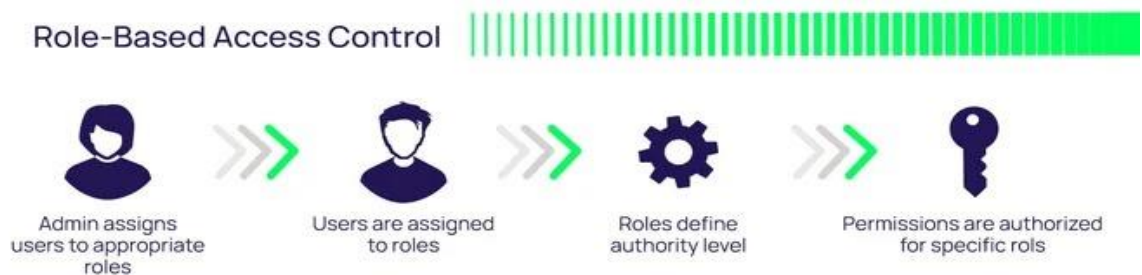 Role-Based Access Control
Admin assigns
users to appropriate
roles
Users are assigned
to roles
Roles define
authority level
Permissions are authorized
for specific rols